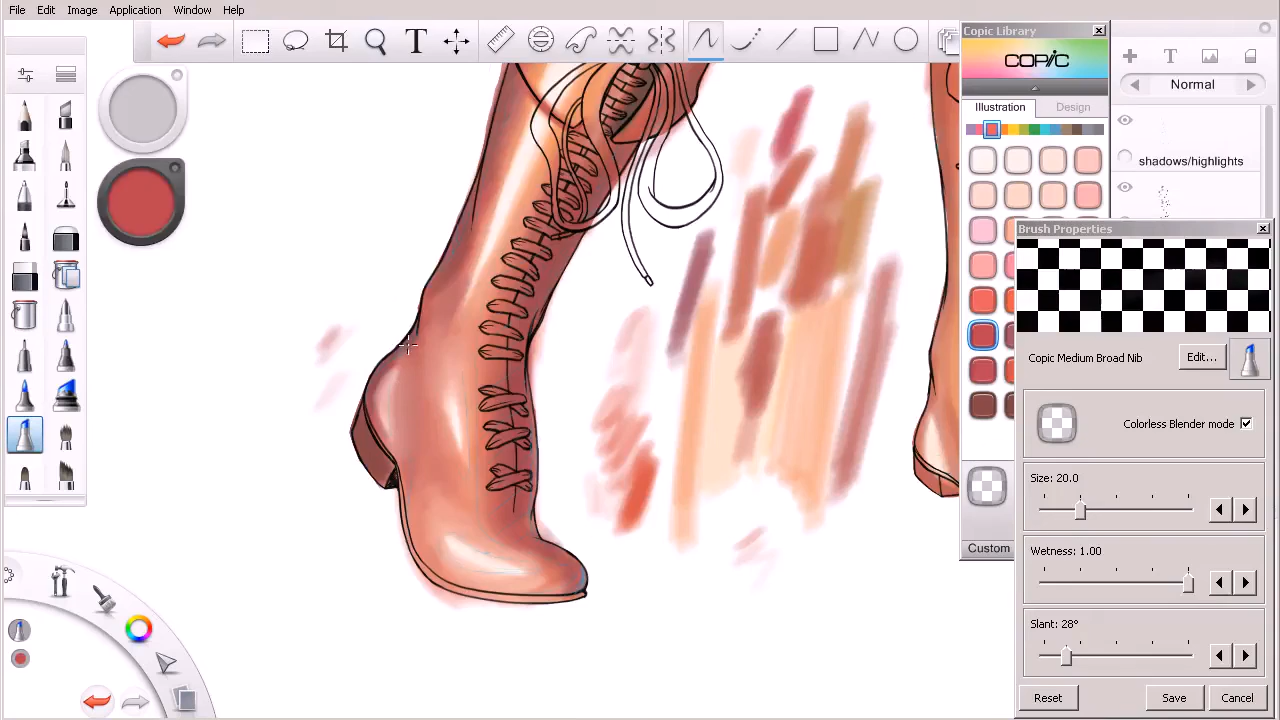 File Edit Image Application Window Help
Copic Library
COPIC
Illustration Design
Normal
shadows/highlights
Brush Properties
Copic Medium Broad Nib Edit...
Colorless Blender mode
Size: 20.0
Wetness: 1.00
Custom
Slant: 28°
Reset Save Cancel